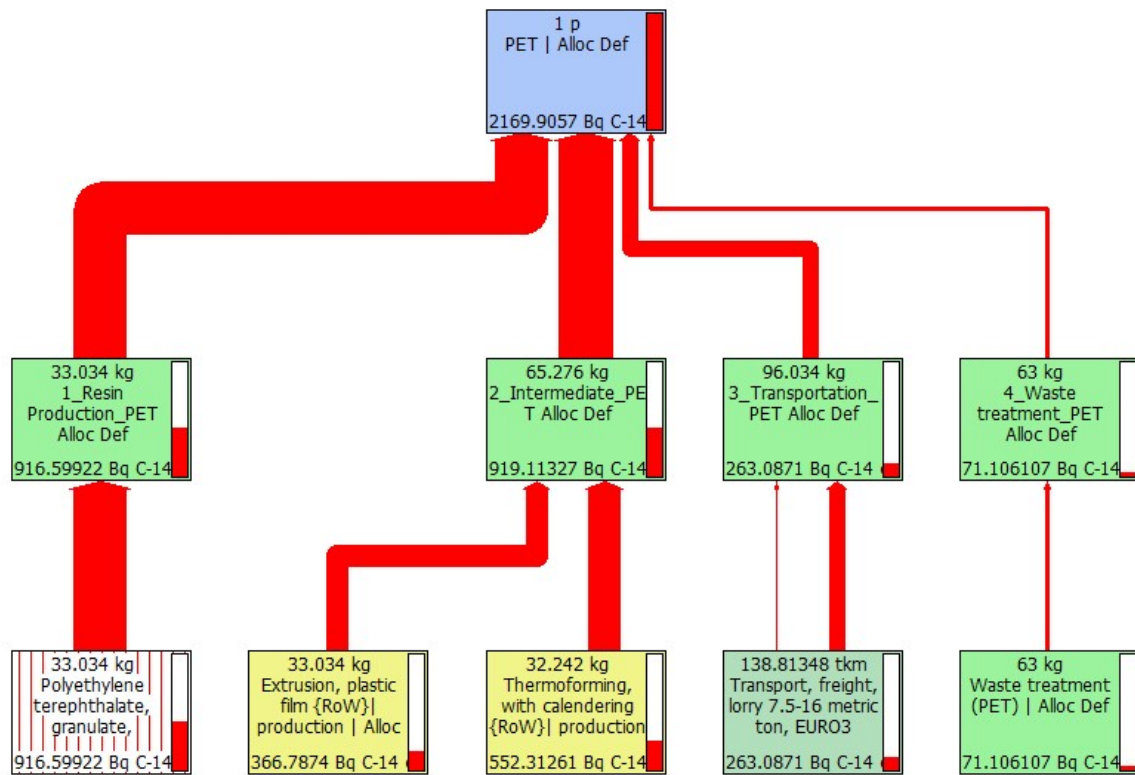 1 p
PET | Alloc Def
2169.9057 Bq C-14
33.034 kg
1_Resin
Production_PET
Alloc Def
916.59922 Bq C-14
65.276 kg
2_Intermediate_PE
T Alloc Def
919.11327 Bq C-14
96.034 kg
3_Transportation_
PET Alloc Def
263.0871 Bq C-14
63 kg
4_Waste
treatment_PET
Alloc Def
71.106107 Bq C-14
33.034 kg
Polyethylene
terephthalate,
granulate,
916.59922 Bq C-14
33.034 kg
Extrusion, plastic
film {RoW}|
production | Alloc
366.7874 Bq C-14
32.242 kg
Thermoforming,
with calendering
{RoW}| production
552.31261 Bq C-14
138.81348 tkm
Transport, freight,
lorry 7.5-16 metric
ton, EURO3
263.0871 Bq C-14
63 kg
Waste treatment
(PET) | Alloc Def
71.106107 Bq C-14